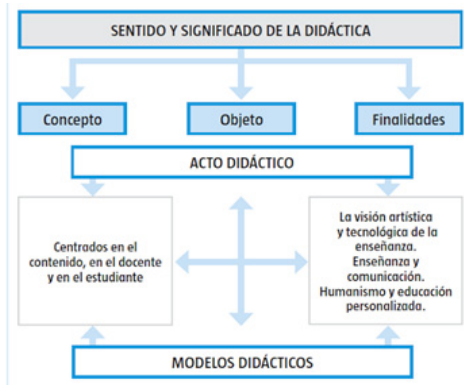 SENTIDO Y SIGNIFICADO DE LA DIDÁCTICA
Concepto
Objeto
Finalidades
ACTO DIDÁCTICO
Centrados en el
contenido, en el docente
y en el estudiante
La visión artística
y tecnológica de la
enseñanza.
Enseñanza y
comunicación.
Humanismo y educación
personalizada.
MODELOS DIDÁCTICOS